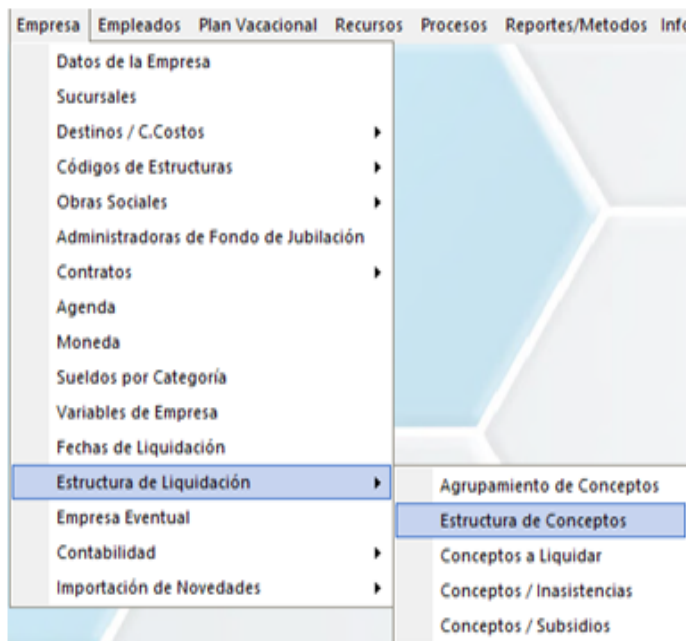 Empresa Empleados Plan Vacacional Recursos Procesos Reportes/Metodos
Datos de la Empresa
Sucursales
Destinos / C.Costos
Códigos de Estructuras
Obras Sociales
Administradoras de Fondo de Jubilación
Contratos
Agenda
Moneda
Sueldos por Categoría
Variables de Empresa
Fechas de Liquidación
Estructura de Liquidación
Empresa Eventual
Contabilidad
Importación de Novedades
Agrupamiento de Conceptos
Estructura de Conceptos
Conceptos a Liquidar
Conceptos / Inasistencias
Conceptos / Subsidios